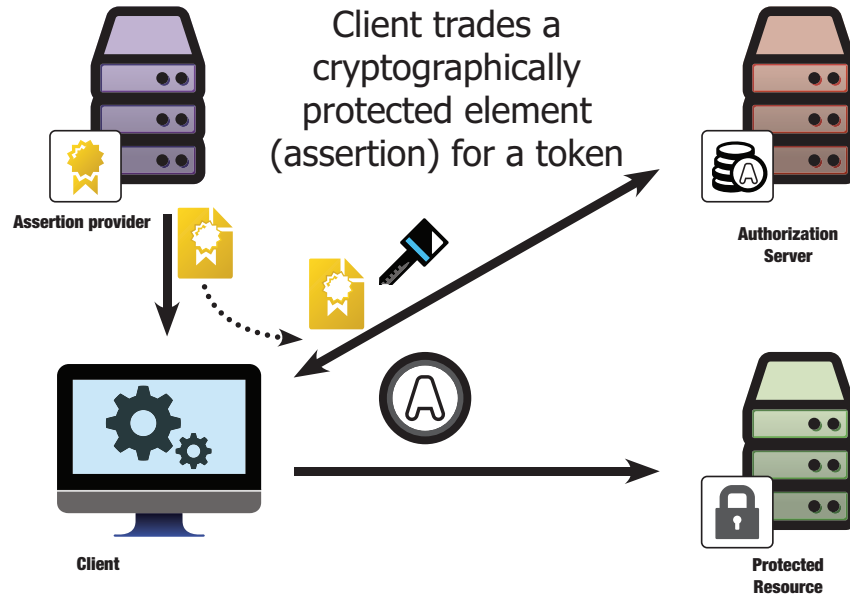 Client trades a
cryptographically
protected element
(assertion) for a token
Assertion provider
Authorization
Server
A
A
Client
Protected
Resource